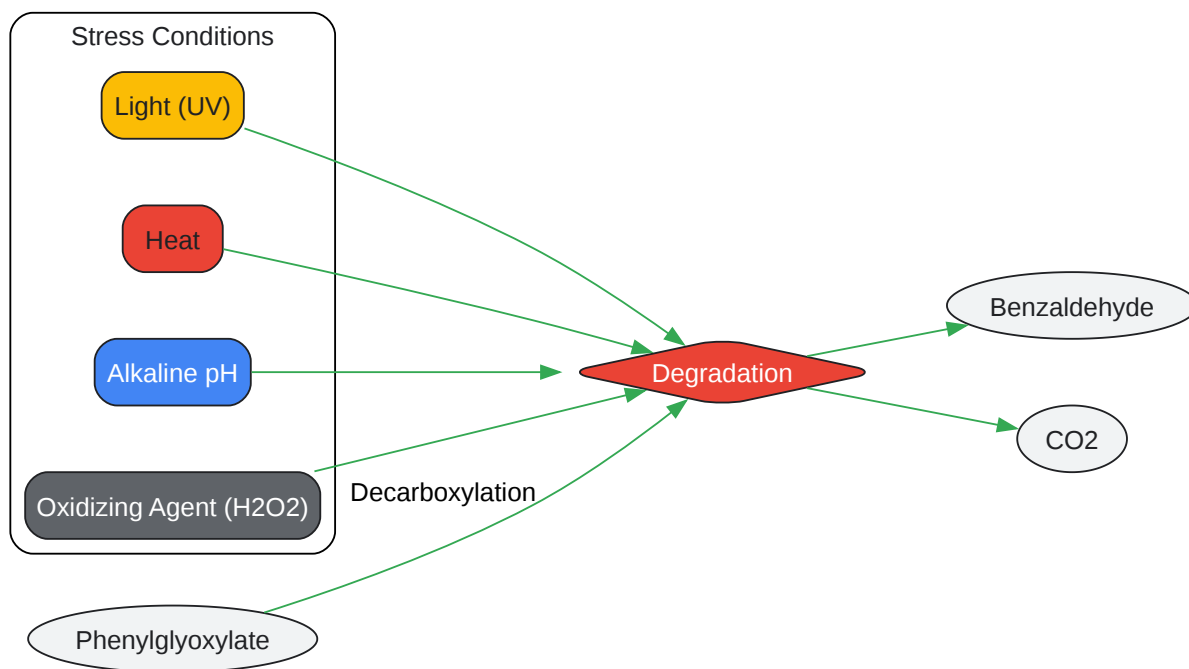 Stress Conditions
Light (UV)
Heat
Alkaline pH
Oxidizing Agent (H2O2)
Phenylglyoxylate
Decarboxylation
Degradation
Benzaldehyde
CO2